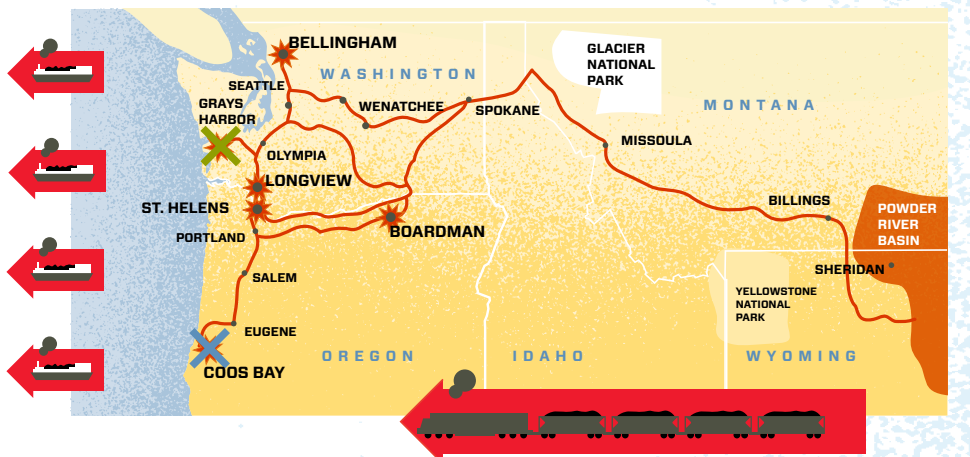 BELLINGHAM
WASHINGTON
GLACIER
NATIONAL
PARK
SEATTLE
GRAYS
HARBOR
WENATCHEE
SPOKANE
MONTANA
OLYMPIA
MISSOULA
LONGVIEW
ST. HELENS
BILLINGS
POWDER
RIVER
BASIN
PORTLAND
BOARDMAN
SALEM
SHERIDAN
YELLOWSTONE
NATIONAL
PARK
EUGENE
OREGON
IDAHO
WYOMING
COOS BAY